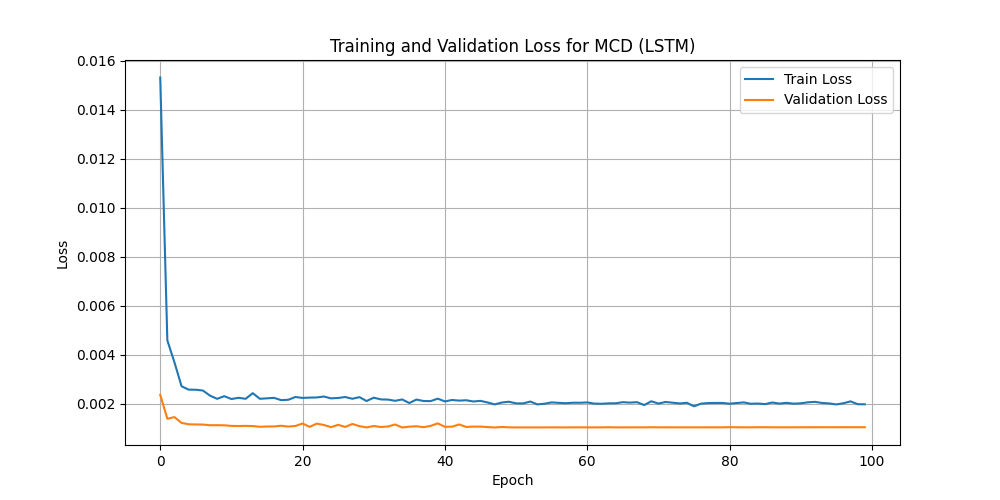 Training and Validation Loss for MCD (LSTM)
Train Loss
Validation Loss
Loss
0.016
0.014
0.012
0.010
0.008
0.006
0.004
0.002
0
20
40
60
80
100
Epoch